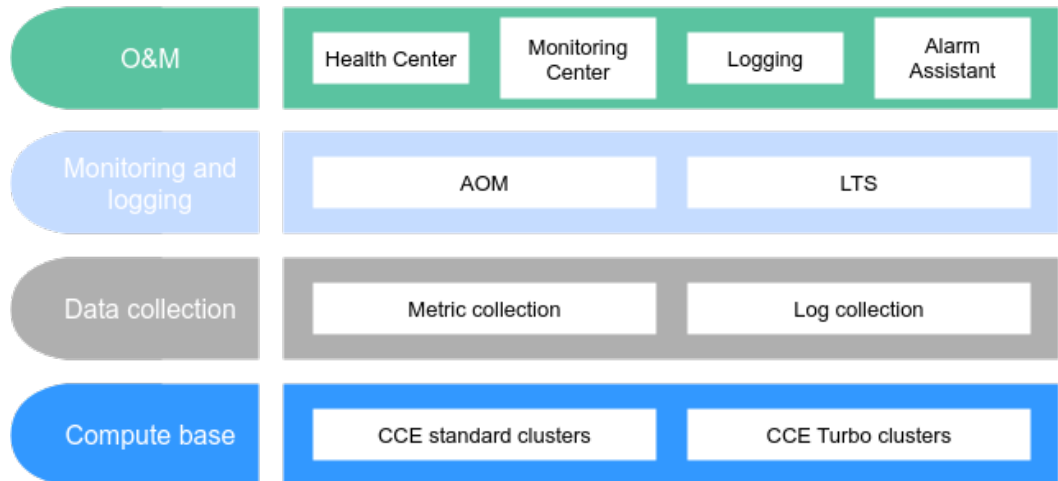 O&M
Health Center
Monitoring
Center
Logging
Alarm
Assistant
Monitoring and
logging
AOM
LTS
Data collection
Metric collection
Log collection
Compute base
CCE standard clusters
CCE Turbo clusters